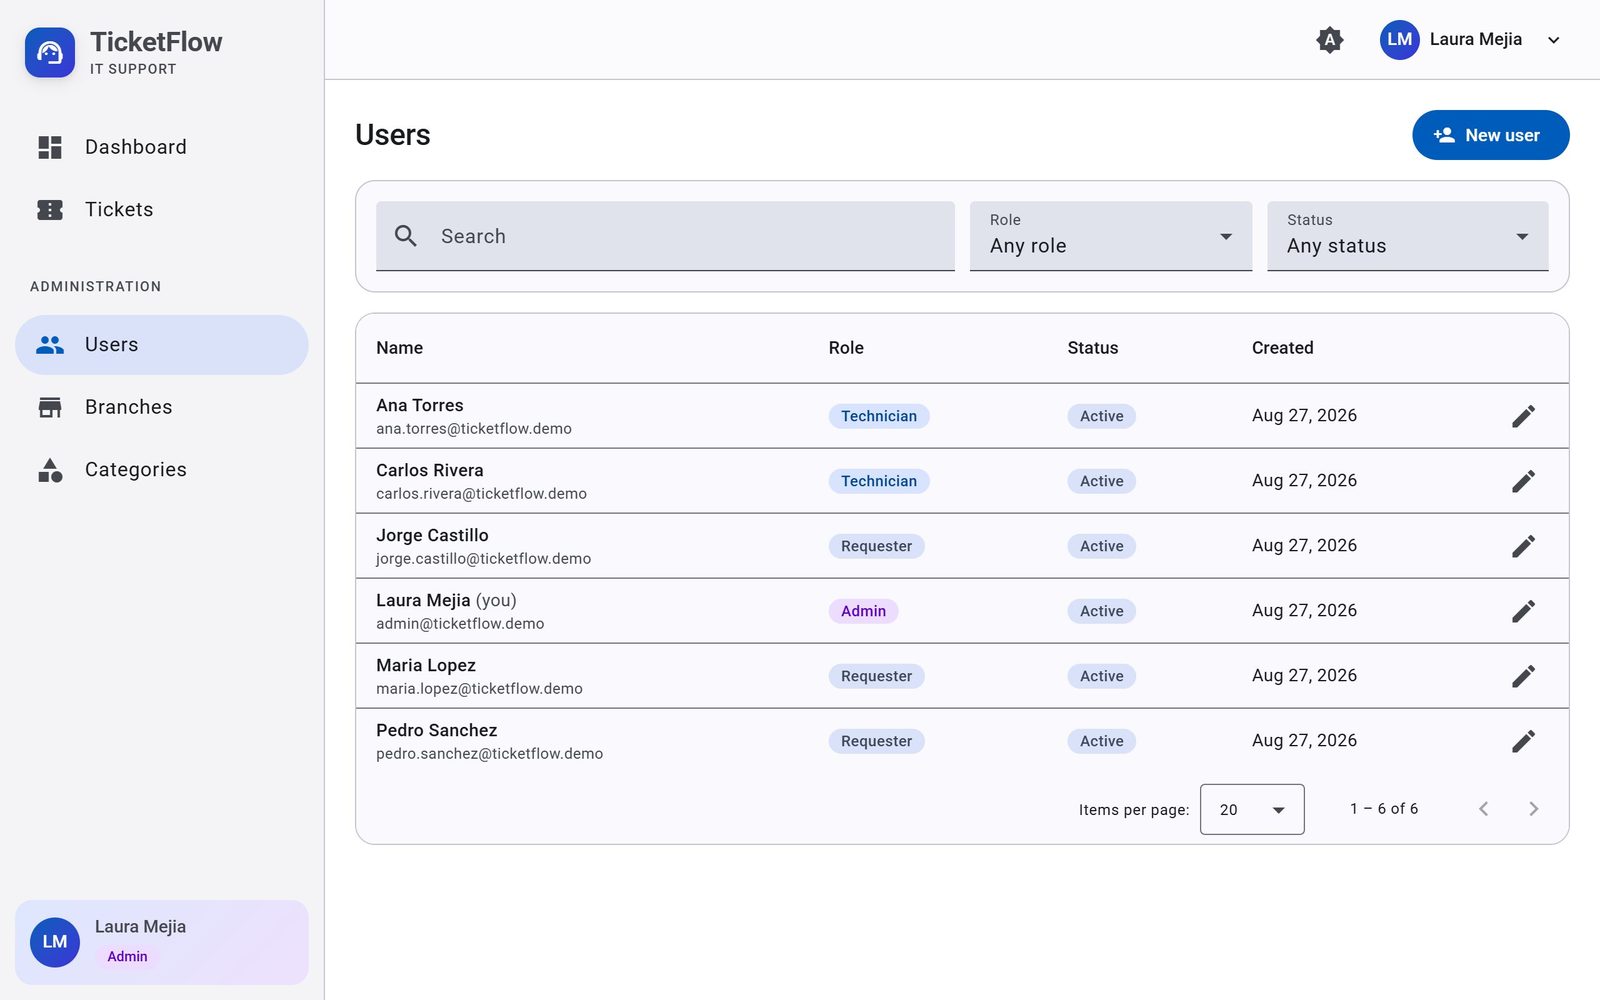 TicketFlow
IT SUPPORT
Dashboard
Tickets
ADMINISTRATION
Users
Branches
Categories
LM
Laura Mejia
Admin
A
LM Laura Mejia
Users
New user
Search
Role
Any role
Status
Any status
Name Role Status Created
Ana Torres
ana.torres@ticketflow.demo
Technician Active Aug 27, 2026
Carlos Rivera
carlos.rivera@ticketflow.demo
Technician Active Aug 27, 2026
Jorge Castillo
jorge.castillo@ticketflow.demo
Requester Active Aug 27, 2026
Laura Mejia (you)
admin@ticketflow.demo
Admin Active Aug 27, 2026
Maria Lopez
maria.lopez@ticketflow.demo
Requester Active Aug 27, 2026
Pedro Sanchez
pedro.sanchez@ticketflow.demo
Requester Active Aug 27, 2026
Items per page: 20 1 – 6 of 6